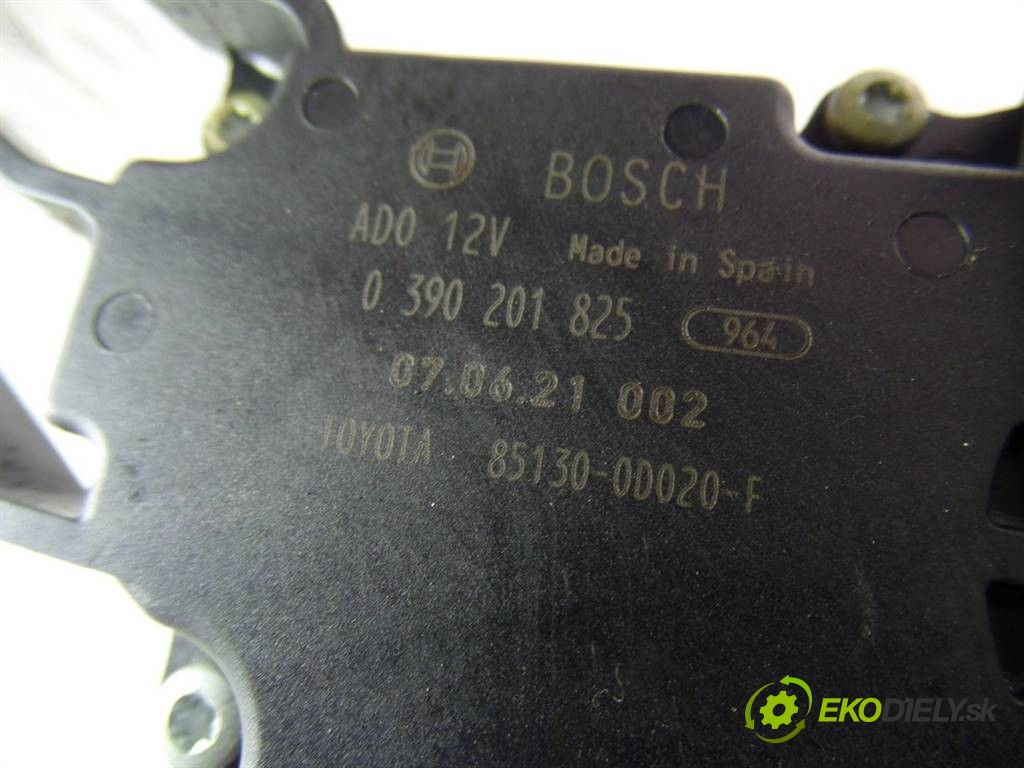 BOSCH
ADO 12V Made in Spain
0 390 201 825 964
07.06.21 002
TOYOTA 85130-0D020-F
EKODIELY.sk